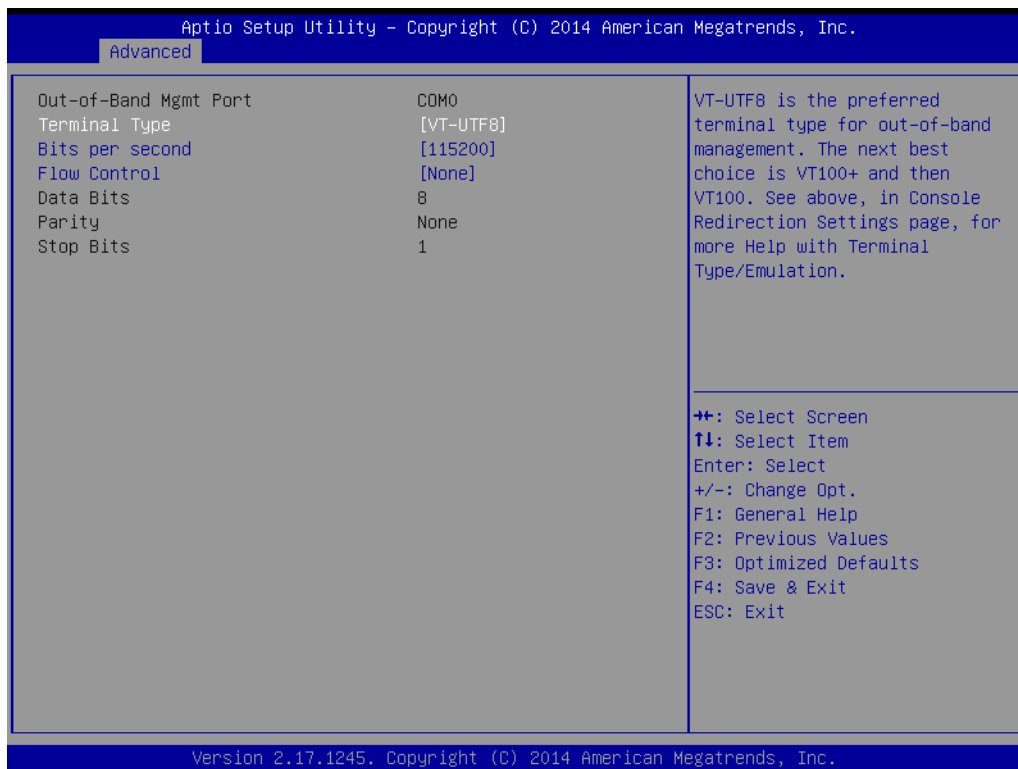 Aptio Setup Utility – Copyright (C) 2014 American Megatrends, Inc.
Advanced
Out-of-Band Mgmt Port COM0
Terminal Type [VT-UTF8]
Bits per second [115200]
Flow Control [None]
Data Bits 8
Parity None
Stop Bits 1
VT-UTF8 is the preferred
terminal type for out-of-band
management. The next best
choice is VT100+ and then
VT100. See above, in Console
Redirection Settings page, for
more Help with Terminal
Type/Emulation.
→←: Select Screen
↑↓: Select Item
Enter: Select
+/-: Change Opt.
F1: General Help
F2: Previous Values
F3: Optimized Defaults
F4: Save & Exit
ESC: Exit
Version 2.17.1245. Copyright (C) 2014 American Megatrends, Inc.